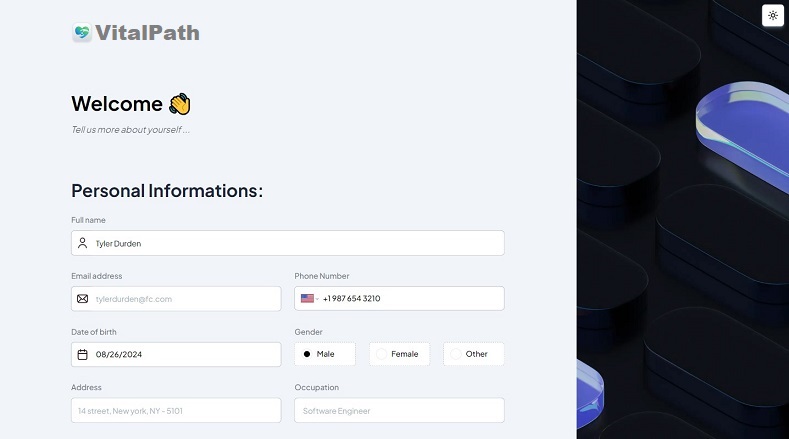 VitalPath
Welcome 👋
Tell us more about yourself ...
Personal Informations:
Full name
Tyler Durden
Email address Phone Number
tylerdurden@fc.com +1 987 654 3210
Date of birth Gender
08/26/2024 Male Female Other
Address Occupation
14 street, New york, NY - 5101 Software Engineer